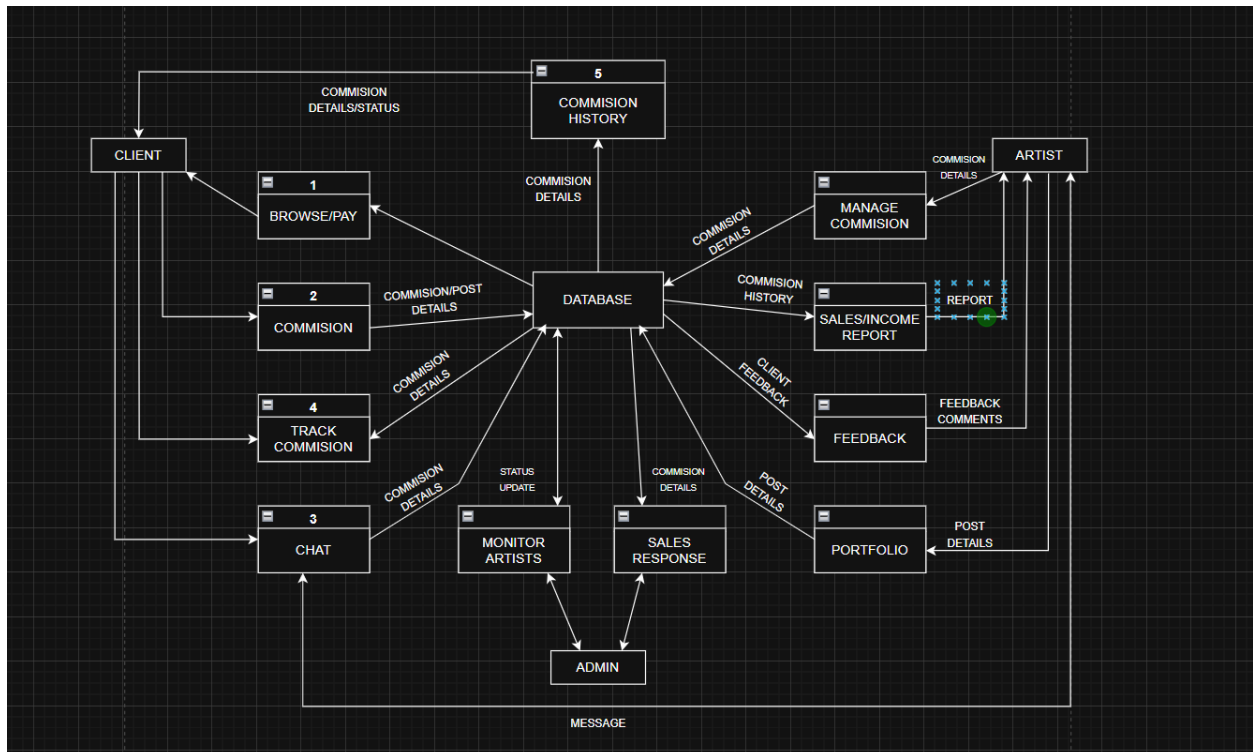 5
COMMISION
HISTORY
COMMISION
DETAILS/STATUS
CLIENT
ARTIST
1
BROWSE/PAY
COMMISION
DETAILS
COMMISION
DETAILS
MANAGE
COMMISION
COMMISION
DETAILS
2
COMMISION
COMMISION/POST
DETAILS
DATABASE
COMMISION
HISTORY
SALES/INCOME
REPORT
REPORT
4
TRACK
COMMISION
COMMISION
DETAILS
CLIENT
FEEDBACK
FEEDBACK
FEEDBACK
COMMENTS
3
CHAT
COMMISION
DETAILS
STATUS
UPDATE
MONITOR
ARTISTS
COMMISION
DETAILS
SALES
RESPONSE
POST
DETAILS
PORTFOLIO
POST
DETAILS
ADMIN
MESSAGE